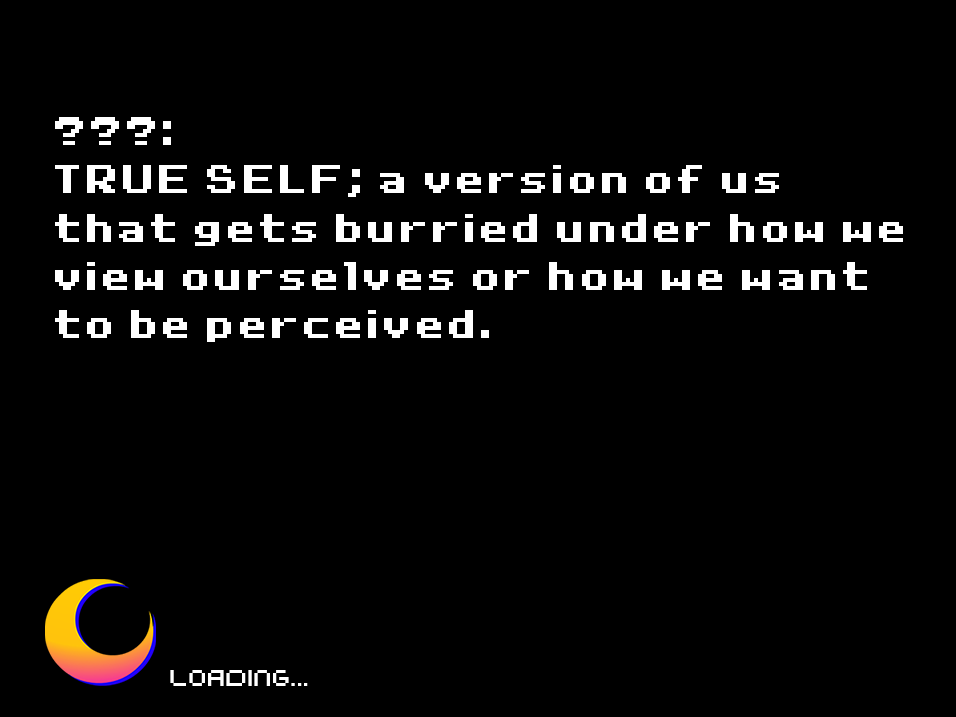 ???:
TRUE SELF; a version of us
that gets burried under how we
view ourselves or how we want
to be perceived.
LOADING...